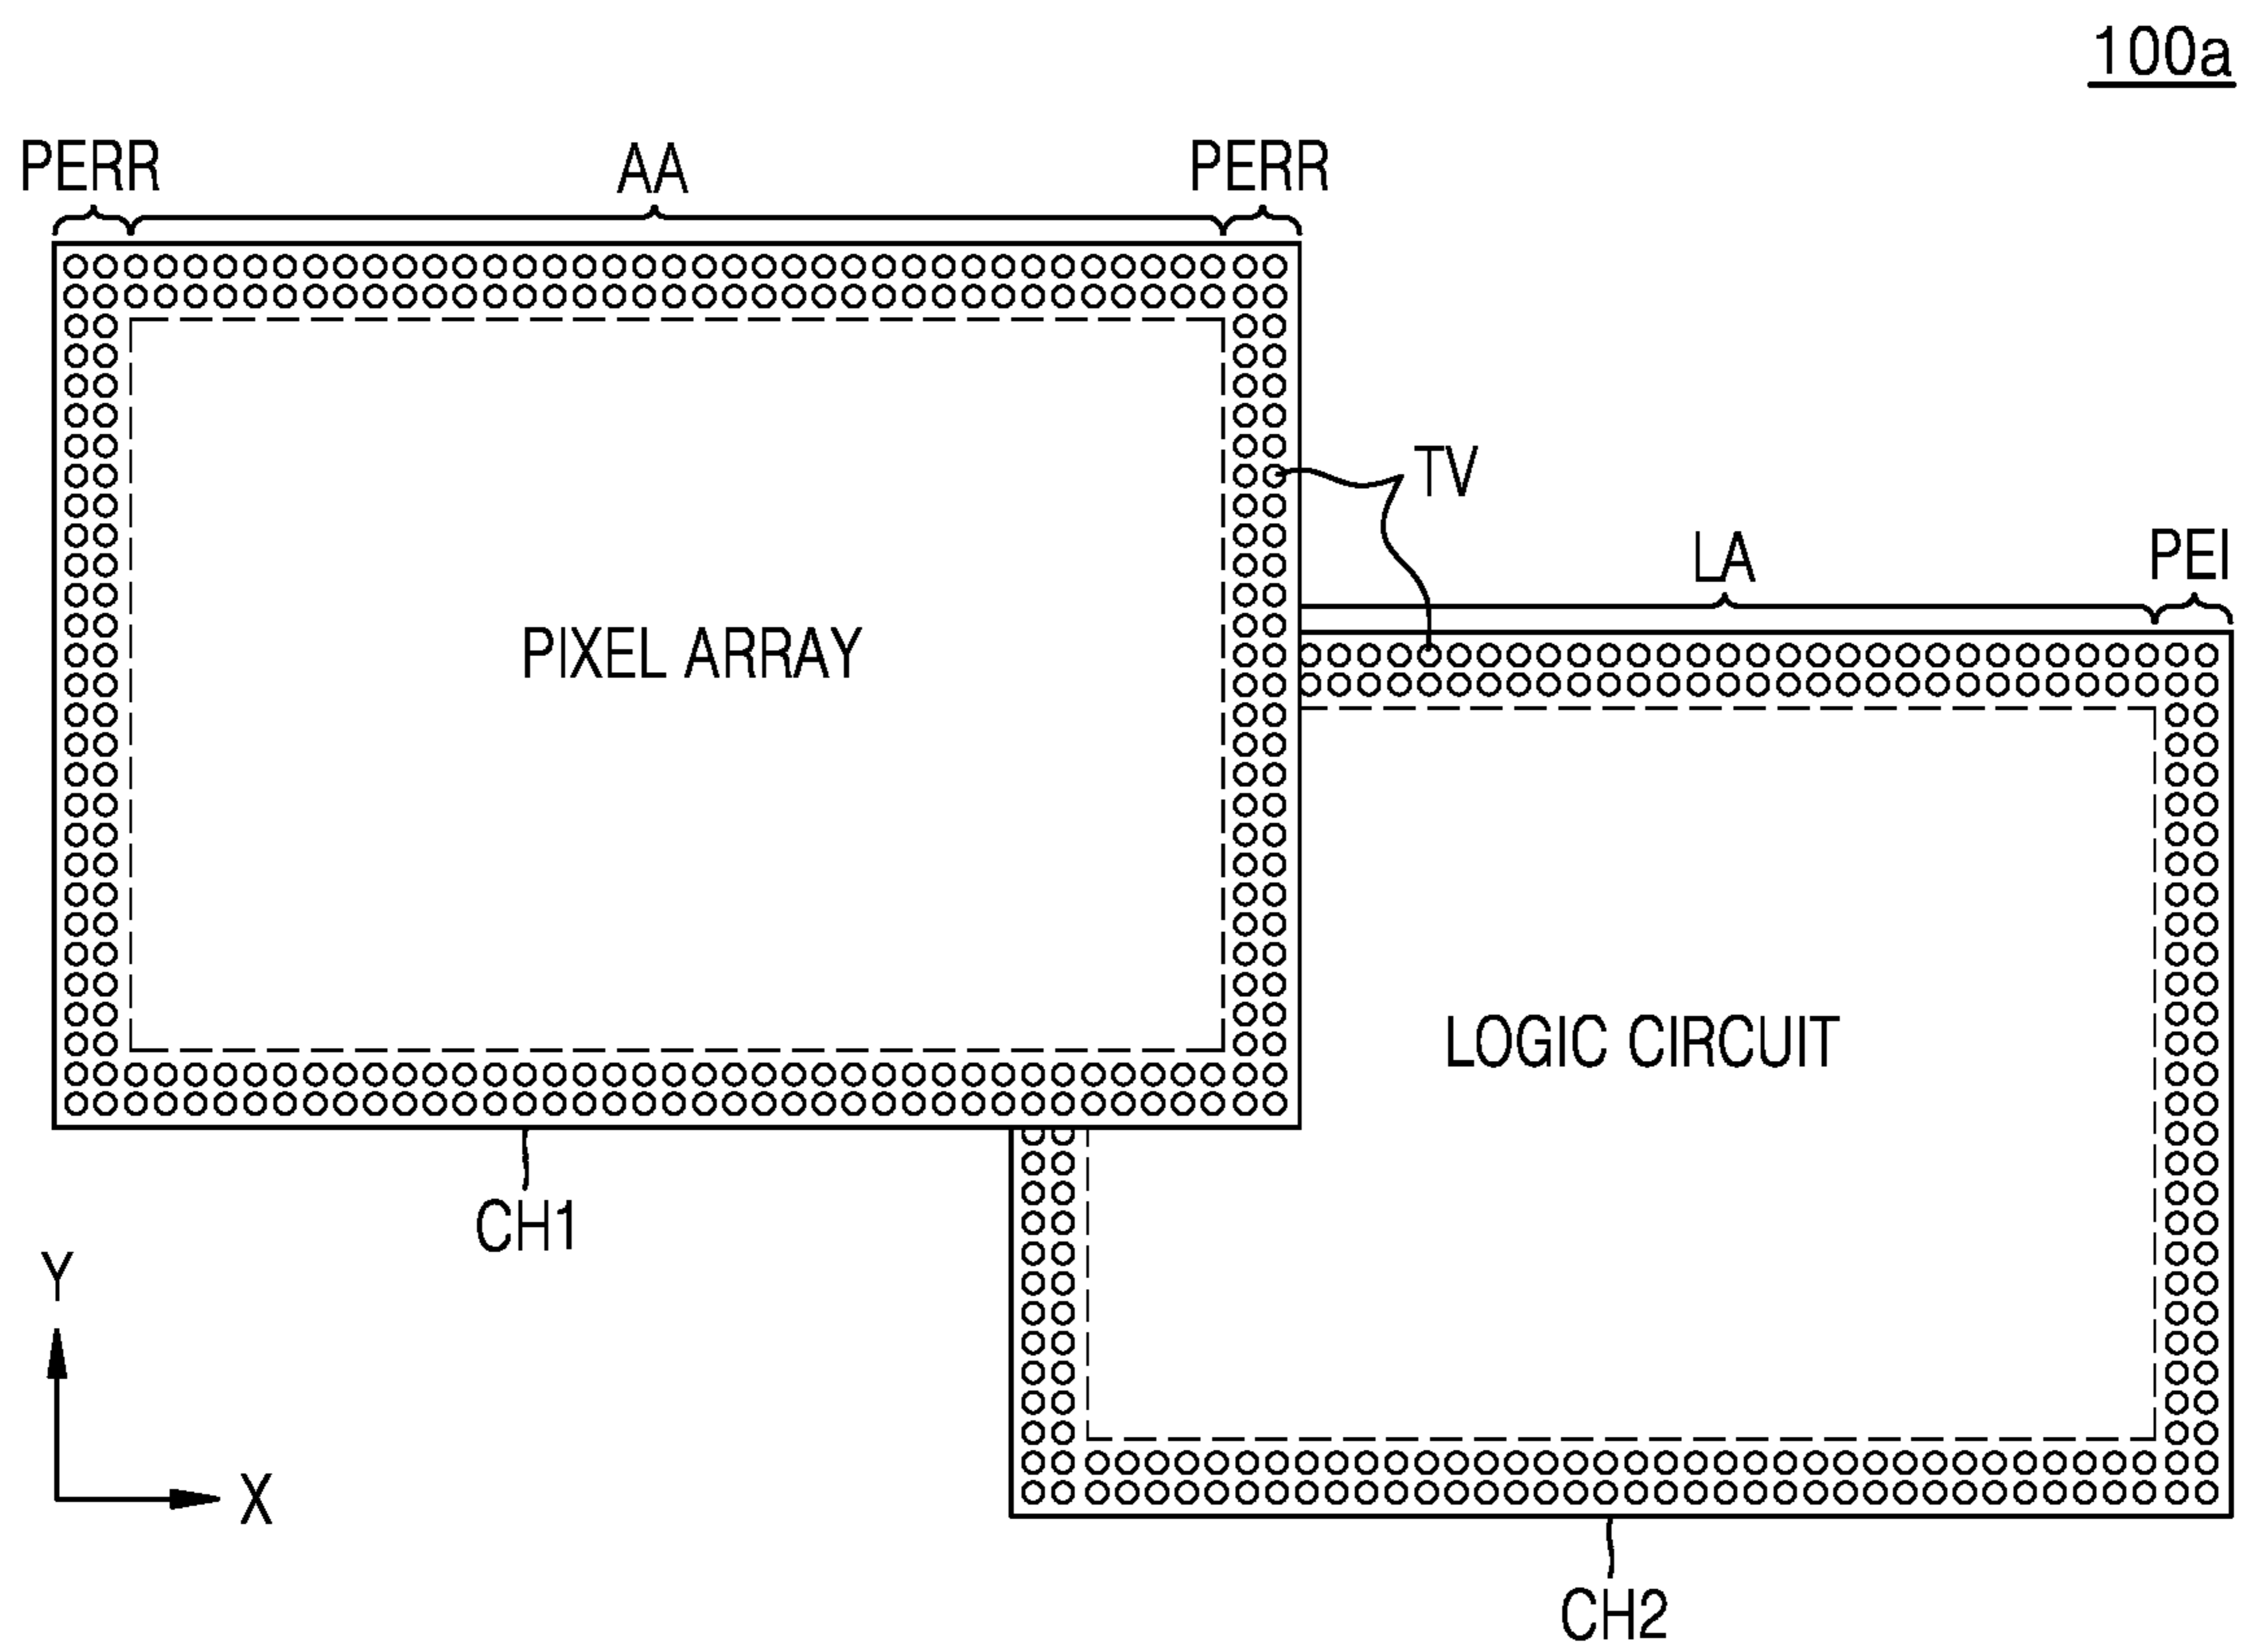 100a
PERR
AA
PERR
TV
LA
PEI
PIXEL ARRAY
LOGIC CIRCUIT
CH1
Y
X
CH2